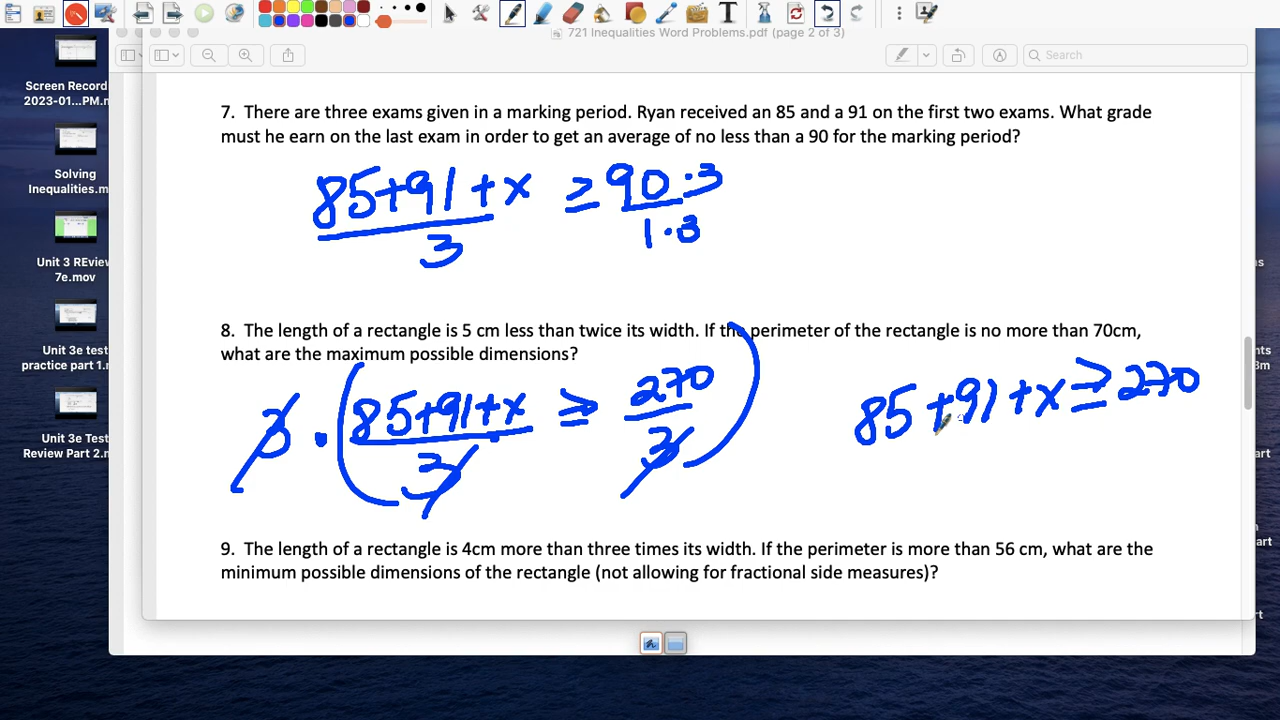 721 Inequalities Word Problems.pdf (page 2 of 3)
Search
Screen Record
2023-01...PM.m
Solving
Inequalities.m
Unit 3 REview
7e.mov
Unit 3e test
practice part 1.m
Unit 3e Test
Review Part 2.m
7. There are three exams given in a marking period. Ryan received an 85 and a 91 on the first two exams. What grade
must he earn on the last exam in order to get an average of no less than a 90 for the marking period?
85+91+x ≥ 90·3
3 1·3
8. The length of a rectangle is 5 cm less than twice its width. If the perimeter of the rectangle is no more than 70cm,
what are the maximum possible dimensions?
3 · (85+91+x ≥ 270)
3 3
85+91+x ≥ 270
9. The length of a rectangle is 4cm more than three times its width. If the perimeter is more than 56 cm, what are the
minimum possible dimensions of the rectangle (not allowing for fractional side measures)?